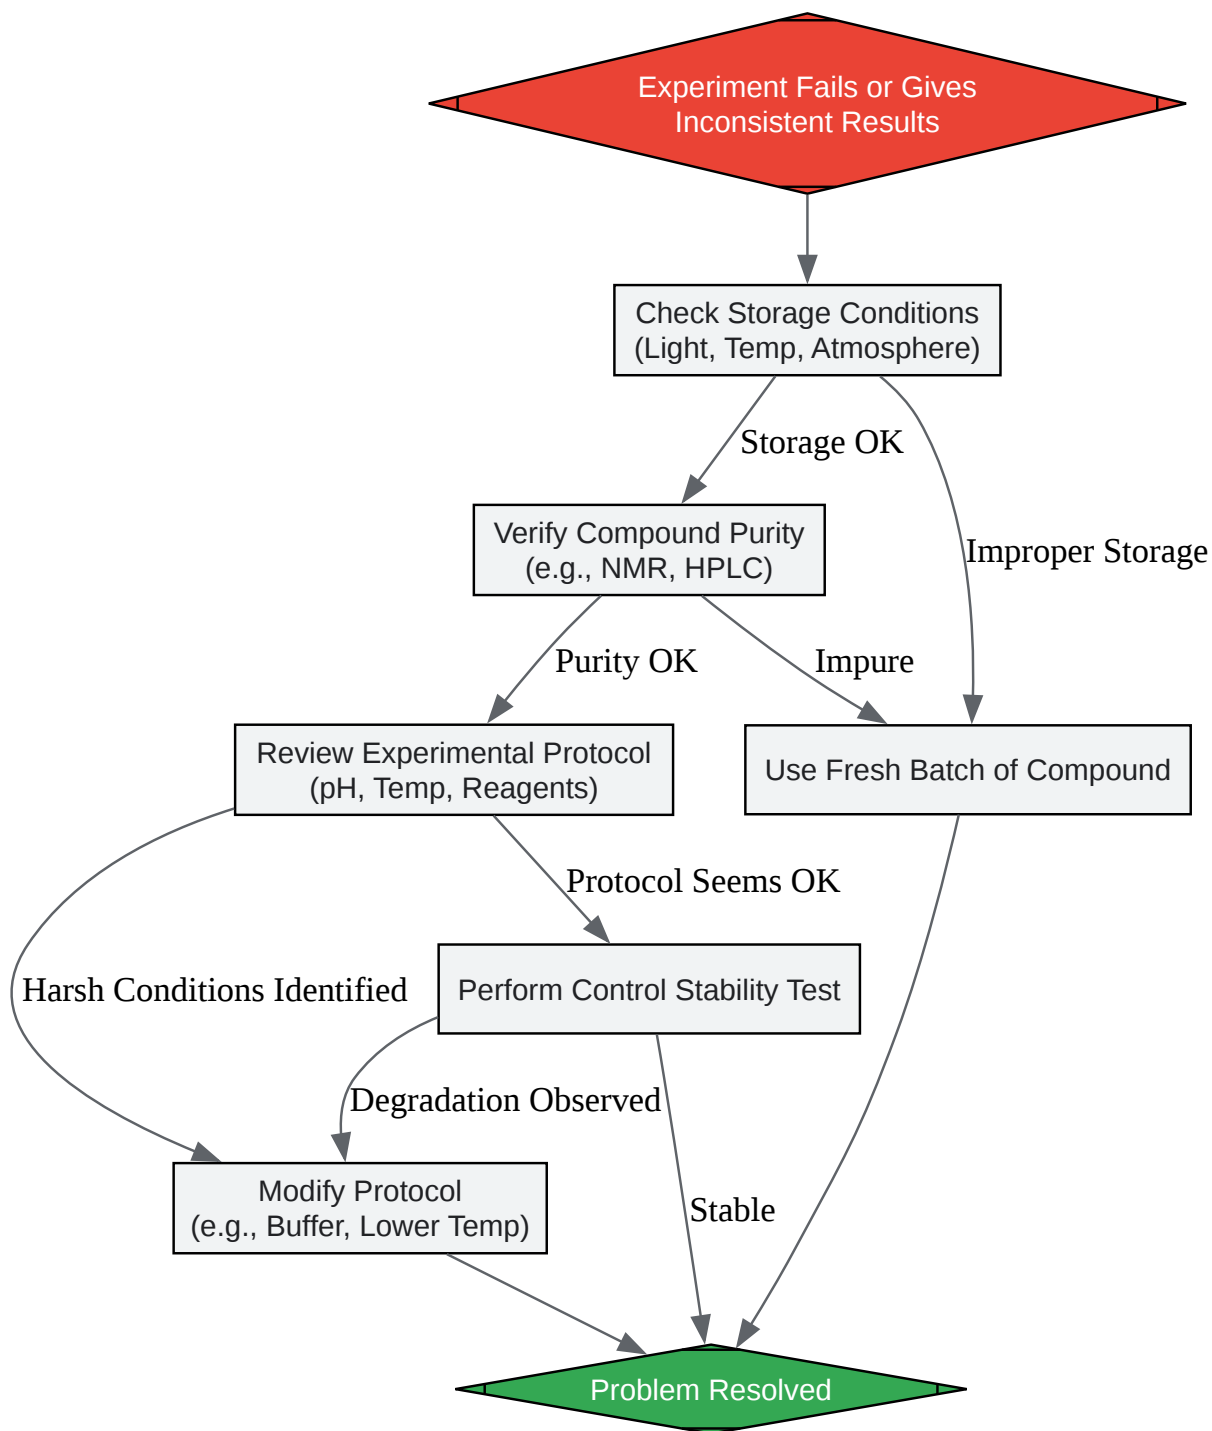 Experiment Fails or Gives
Inconsistent Results
Check Storage Conditions
(Light, Temp, Atmosphere)
Storage OK
Improper Storage
Verify Compound Purity
(e.g., NMR, HPLC)
Purity OK
Impure
Review Experimental Protocol
(pH, Temp, Reagents)
Use Fresh Batch of Compound
Protocol Seems OK
Harsh Conditions Identified
Perform Control Stability Test
Degradation Observed
Stable
Modify Protocol
(e.g., Buffer, Lower Temp)
Problem Resolved